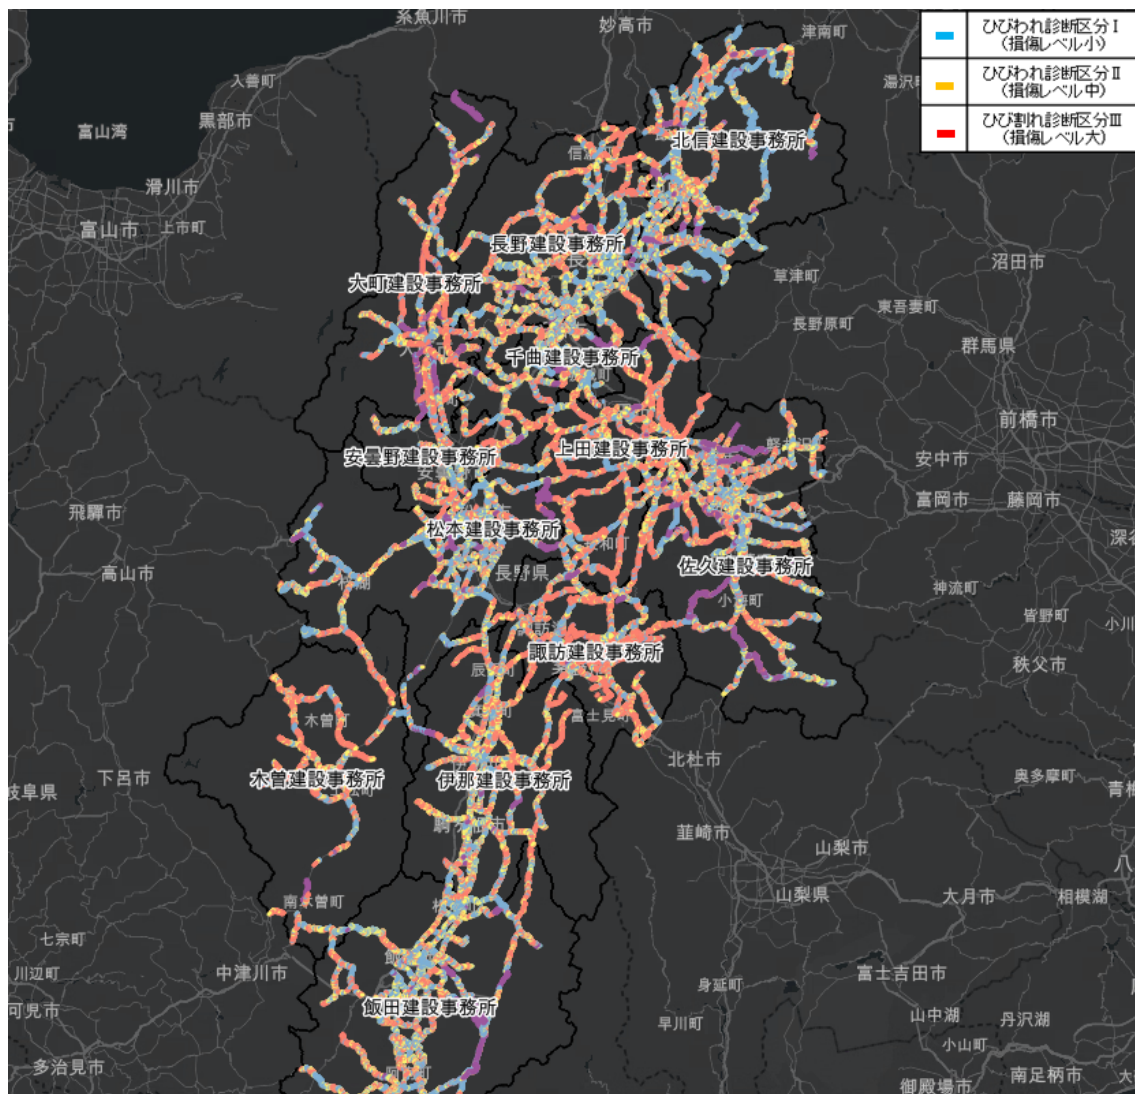 糸魚川市
妙高市
津南町
ひびわれ診断区分Ⅰ
（損傷レベル小）
ひびわれ診断区分Ⅱ
（損傷レベル中）
ひび割れ診断区分Ⅲ
（損傷レベル大）
入善町
黒部市
富山湾
北信建設事務所
滑川市
富山市
上市町
長野建設事務所
沼田市
草津町
大町建設事務所
東吾妻町
長野原町
群馬県
千曲建設事務所
前橋市
上田建設事務所
安曇野建設事務所
安中市
富岡市
藤岡市
飛騨市
松本建設事務所
佐久建設事務所
高山市
長野県
神流町
小海町
皆野町
小川
秩父市
諏訪建設事務所
富士見町
木曽町
北杜市
木曽建設事務所
伊那建設事務所
下呂市
岐阜県
奥多摩町
青梅
韮崎市
山梨市
山梨県
大月市
相模湖
南木曽町
七宗町
川辺町
中津川市
富士吉田市
身延町
可児市
飯田建設事務所
早川町
山中湖
丹沢湖
小山町
多治見市
南足柄市
御殿場市